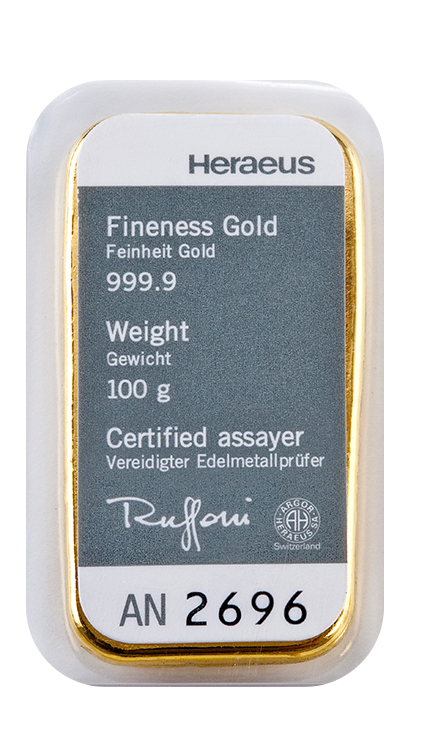 Heraeus
Fineness Gold
Feinheit Gold
999.9
Weight
Gewicht
100 g
Certified assayer
Vereidigter Edelmetallprüfer
Ruffoni
ARGOR
AH
HERAEUS SA
Switzerland
AN 2696